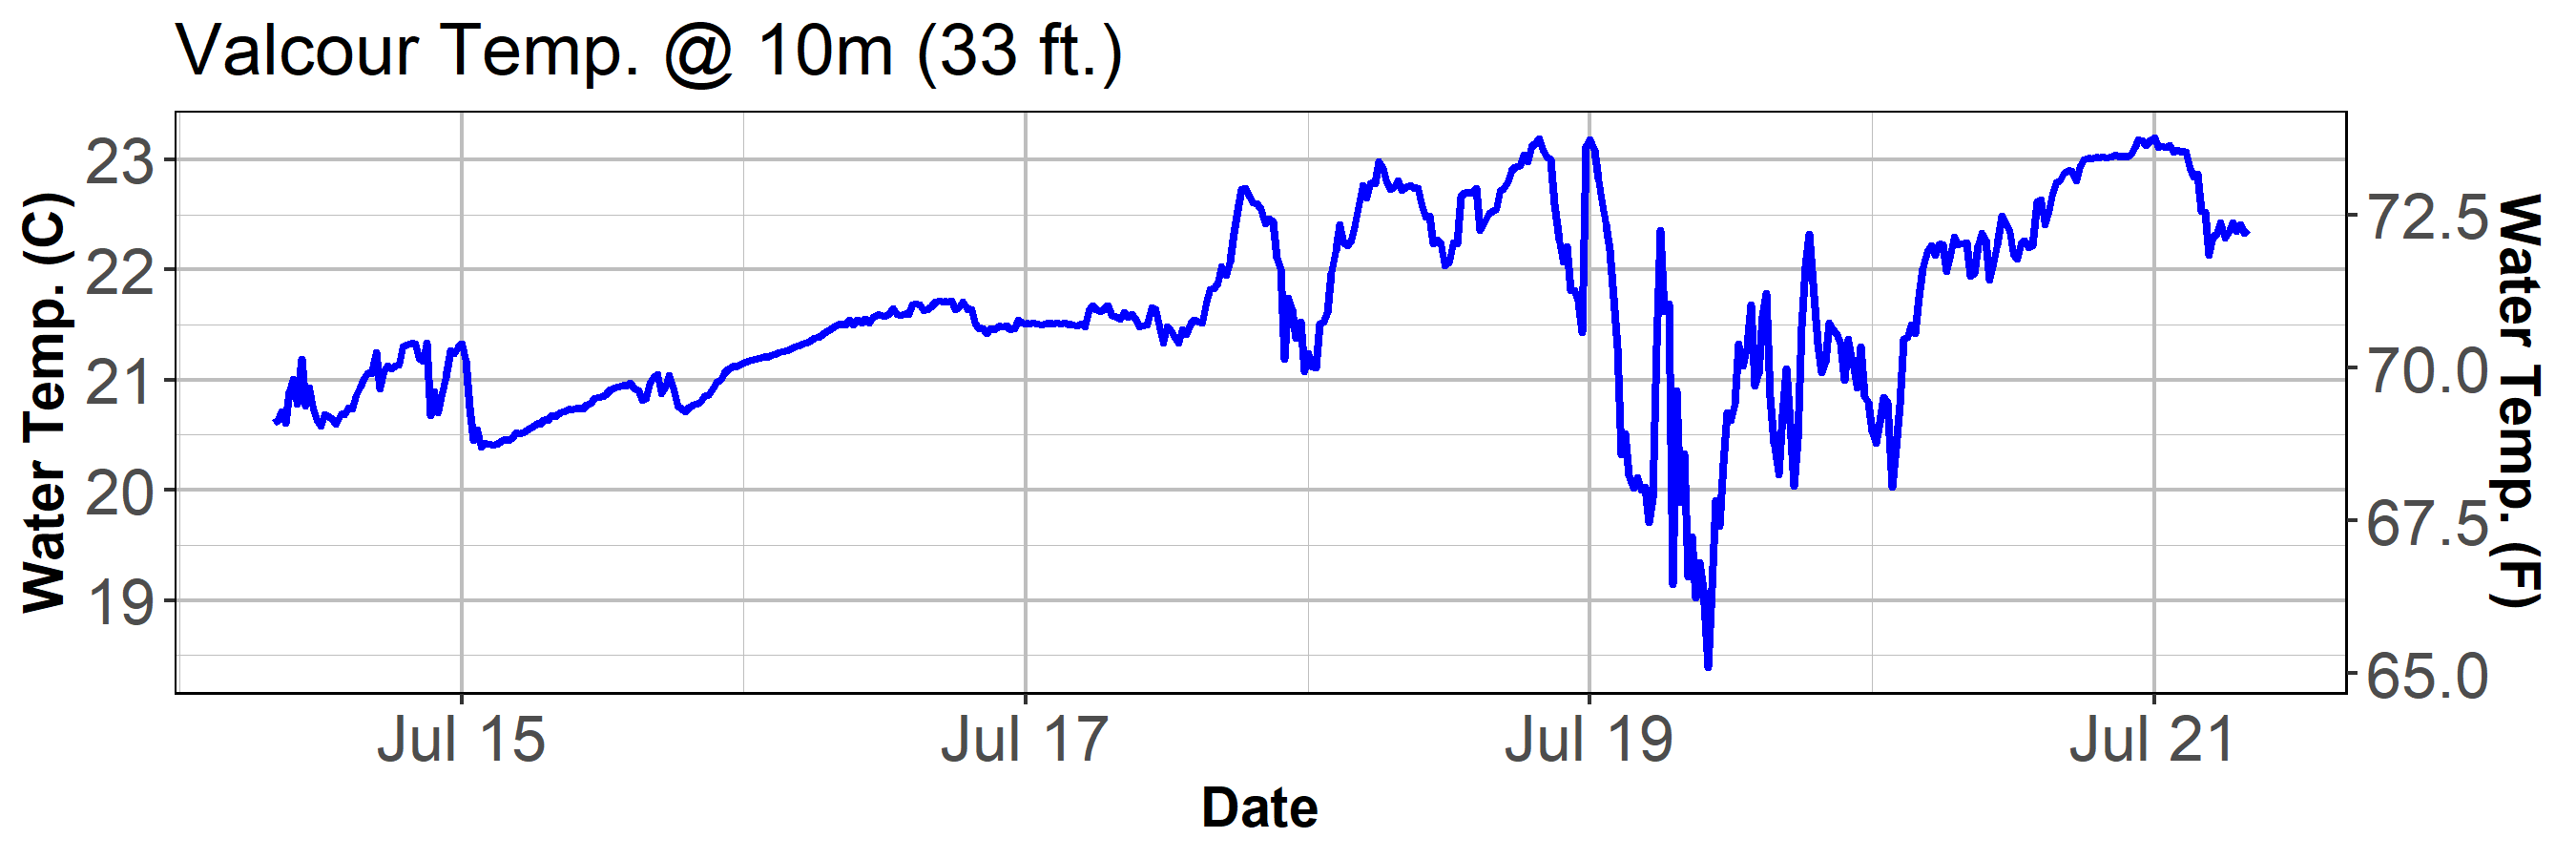 Valcour Temp. @ 10m (33 ft.)
Water Temp. (C)
23
22
21
20
19
72.5
70.0
67.5
65.0
Water Temp. (F)
Jul 15
Jul 17
Jul 19
Jul 21
Date